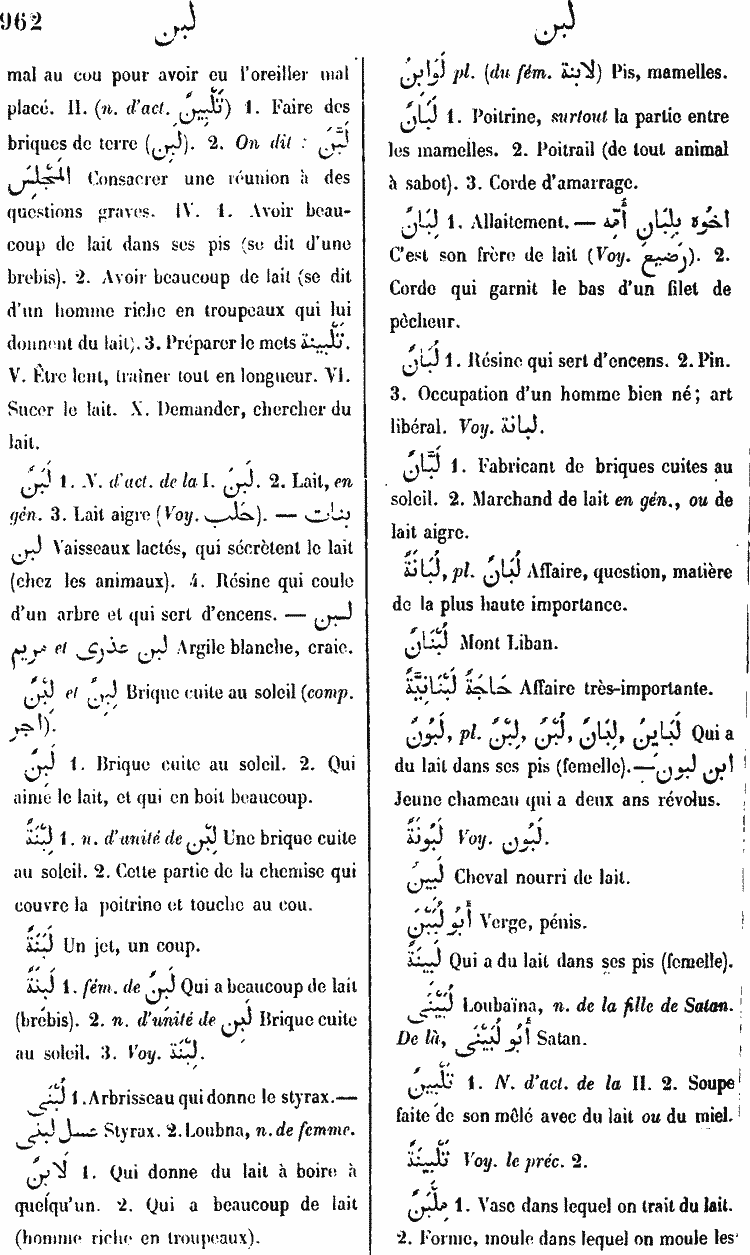 962
لبن
لبن
mal au cou pour avoir eu l'oreiller mal
placé. II. (n. d'act. تَلْبِينٌ) 1. Faire des
briques de terre (لَبِن). 2. On dit : لَبَّنَ
المَجْلِسَ Consacrer une réunion à des
questions graves. IV. 1. Avoir beau-
coup de lait dans ses pis (se dit d'une
brebis). 2. Avoir beaucoup de lait (se dit
d'un homme riche en troupeaux qui lui
donnent du lait). 3. Préparer le mets تَلْبِينَة.
V. Être lent, traîner tout en longueur. VI.
Sucer le lait. X. Demander, chercher du
lait.
لَبَنٌ 1. N. d'act. de la I. لَبِنَ. 2. Lait, en
gén. 3. Lait aigre (Voy. حَلَب). — بنات
لبن Vaisseaux lactés, qui sécrètent le lait
(chez les animaux). 4. Résine qui coule
d'un arbre et qui sert d'encens. — لبن
مريم et لبن عذرى Argile blanche, craie.
لِبْنٌ et لِبِنٌ Brique cuite au soleil (comp.
اجر).
لَبِنٌ 1. Brique cuite au soleil. 2. Qui
aime le lait, et qui en boit beaucoup.
لِبْنَةٌ 1. n. d'unité de لِبْن Une brique cuite
au soleil. 2. Cette partie de la chemise qui
couvre la poitrine et touche au cou.
لَبْنَةٌ Un jet, un coup.
لَبِنَةٌ 1. fém. de لَبِنٌ Qui a beaucoup de lait
(brebis). 2. n. d'unité de لَبِن Brique cuite
au soleil. 3. Voy. لِبْنَة.
لُبْنَى 1. Arbrisseau qui donne le styrax.—
عسل لبنى Styrax. 2. Loubna, n. de femme.
لَابِنٌ 1. Qui donne du lait à boire à
quelqu'un. 2. Qui a beaucoup de lait
(homme riche en troupeaux).
لَوَابِنُ pl. (du fém. لابنة) Pis, mamelles.
لَبَانٌ 1. Poitrine, surtout la partie entre
les mamelles. 2. Poitrail (de tout animal
à sabot). 3. Corde d'amarrage.
لِبَانٌ 1. Allaitement. — اخوه بلِبَان أُمِّه
C'est son frère de lait (Voy. رَضيع). 2.
Corde qui garnit le bas d'un filet de
pêcheur.
لُبَانٌ 1. Résine qui sert d'encens. 2. Pin.
3. Occupation d'un homme bien né; art
libéral. Voy. لبانة.
لَبَّانٌ 1. Fabricant de briques cuites au
soleil. 2. Marchand de lait en gén., ou de
lait aigre.
لُبَانَةٌ, pl. لُبَانٌ Affaire, question, matière
de la plus haute importance.
لُبْنَانُ Mont Liban.
حَاجَةٌ لُبْنَانِيَّةٌ Affaire très-importante.
لَبُونٌ, pl. لِبْنٌ, لُبْنٌ, لِبَانٌ, لَبَائِنُ Qui a
du lait dans ses pis (femelle).— ابن لبون
Jeune chameau qui a deux ans révolus.
لَبُونَةٌ Voy. لَبُون.
لَبِينٌ Cheval nourri de lait.
أَبُو لُبَيْن Verge, pénis.
لَبِينَةٌ Qui a du lait dans ses pis (femelle).
لُبَيْنَى Loubaïna, n. de la fille de Satan.
De là, أَبُو لُبَيْنَى Satan.
تَلْبِينٌ 1. N. d'act. de la II. 2. Soupe
faite de son mêlé avec du lait ou du miel.
تَلْبِينَةٌ Voy. le préc. 2.
مِلْبَنٌ 1. Vase dans lequel on trait du lait.
2. Forme, moule dans lequel on moule les